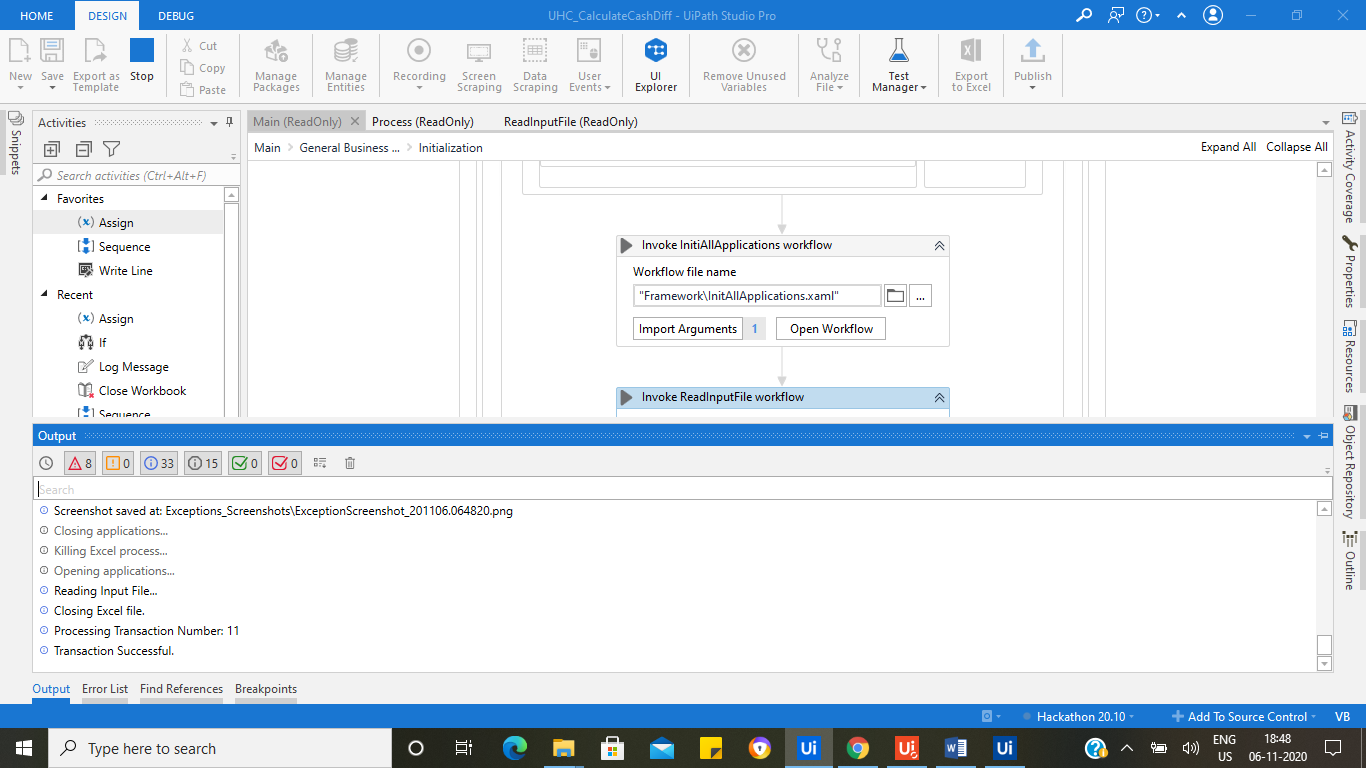 HOME DESIGN DEBUG UHC_CalculateCashDiff - UiPath Studio Pro
New Save Export as Template Stop Cut Copy Paste Manage Packages Manage Entities Recording Screen Scraping Data Scraping User Events UI Explorer Remove Unused Variables Analyze File Test Manager Export to Excel Publish
Snippets
Activities
Search activities (Ctrl+Alt+F)
Favorites
Assign
Sequence
Write Line
Recent
Assign
If
Log Message
Close Workbook
Sequence
Main (ReadOnly) Process (ReadOnly) ReadInputFile (ReadOnly)
Main General Business ... Initialization Expand All Collapse All
Invoke InitiAllApplications workflow
Workflow file name
"Framework\InitAllApplications.xaml" ...
Import Arguments 1 Open Workflow
Invoke ReadInputFile workflow
Activity Coverage
Properties
Resources
Object Repository
Outline
Output
8 0 33 15 0 0
Search
Screenshot saved at: Exceptions_Screenshots\ExceptionScreenshot_201106.064820.png
Closing applications...
Killing Excel process...
Opening applications...
Reading Input File...
Closing Excel file.
Processing Transaction Number: 11
Transaction Successful.
Output Error List Find References Breakpoints
Hackathon 20.10 Add To Source Control VB
Type here to search
Ui Ui Ui
ENG
US
18:48
06-11-2020